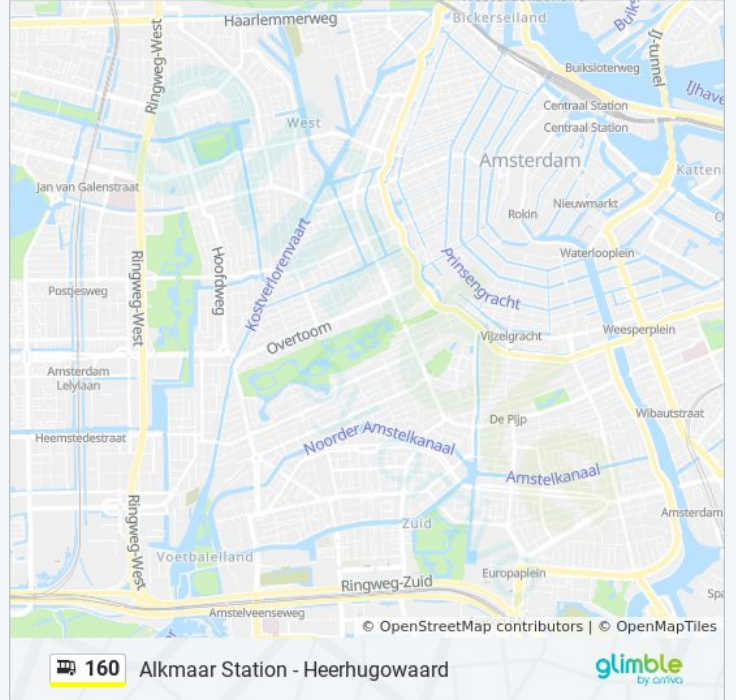 Haarlemmerweg
Bickerseiland
Buiks
IJ-tunnel
Ringweg-West
Buiksloterweg
IJhave
Centraal Station
Centraal Station
West
Amsterdam
Katten
Jan van Galenstraat
Nieuwmarkt
Rokin
O
Kostverlorenvaart
Hoofdweg
Ringweg-West
Waterlooplein
Prinsengracht
Postjesweg
Overtoom
Vijzelgracht
Weesperplein
Amsterdam
Lelylaan
De Pijp
Wibautstraat
Heemstedestraat
Noorder Amstelkanaal
Amstelkanaal
Ringweg-West
Amsterdam
Zuid
Voetbaleiland
Europaplein
Ringweg-Zuid
Spa
Amstelveenseweg
© OpenStreetMap contributors | © OpenMapTiles
160 Alkmaar Station - Heerhugowaard
glimble
by arriva